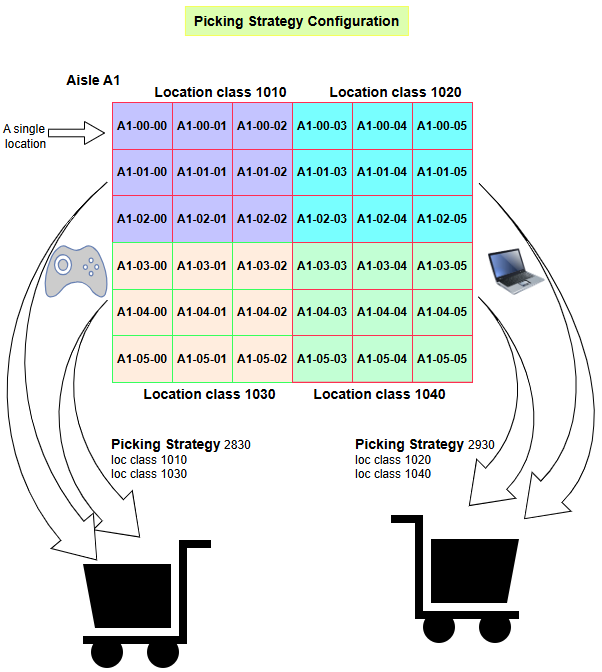 Picking Strategy Configuration
Aisle A1
Location class 1010 Location class 1020
A single
location
A1-00-00 A1-00-01 A1-00-02 A1-00-03 A1-00-04 A1-00-05
A1-01-00 A1-01-01 A1-01-02 A1-01-03 A1-01-04 A1-01-05
A1-02-00 A1-02-01 A1-02-02 A1-02-03 A1-02-04 A1-02-05
A1-03-00 A1-03-01 A1-03-02 A1-03-03 A1-03-04 A1-03-05
A1-04-00 A1-04-01 A1-04-02 A1-04-03 A1-04-04 A1-04-05
A1-05-00 A1-05-01 A1-05-02 A1-05-03 A1-05-04 A1-05-05
Location class 1030 Location class 1040
Picking Strategy 2830
loc class 1010
loc class 1030
Picking Strategy 2930
loc class 1020
loc class 1040